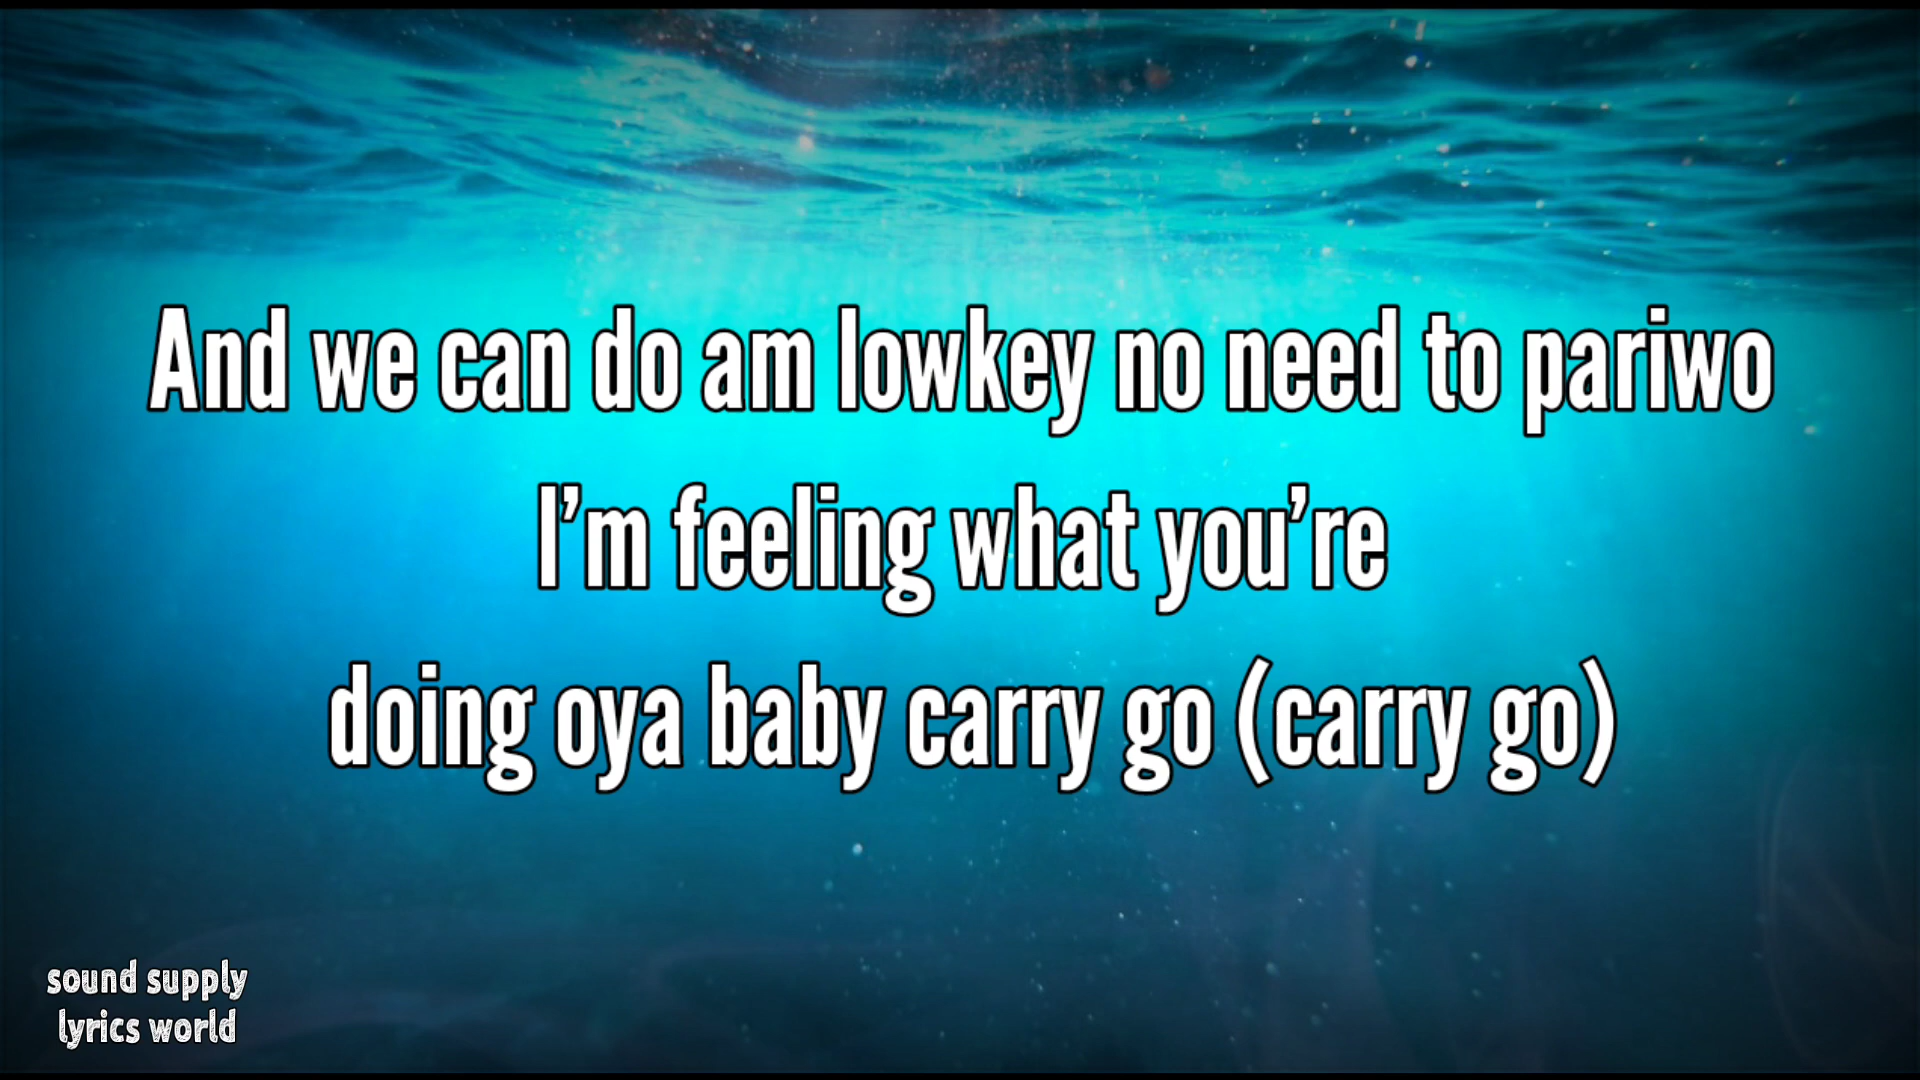 And we can do am lowkey no need to pariwo
I’m feeling what you’re
doing oya baby carry go (carry go)
sound supply
lyrics world